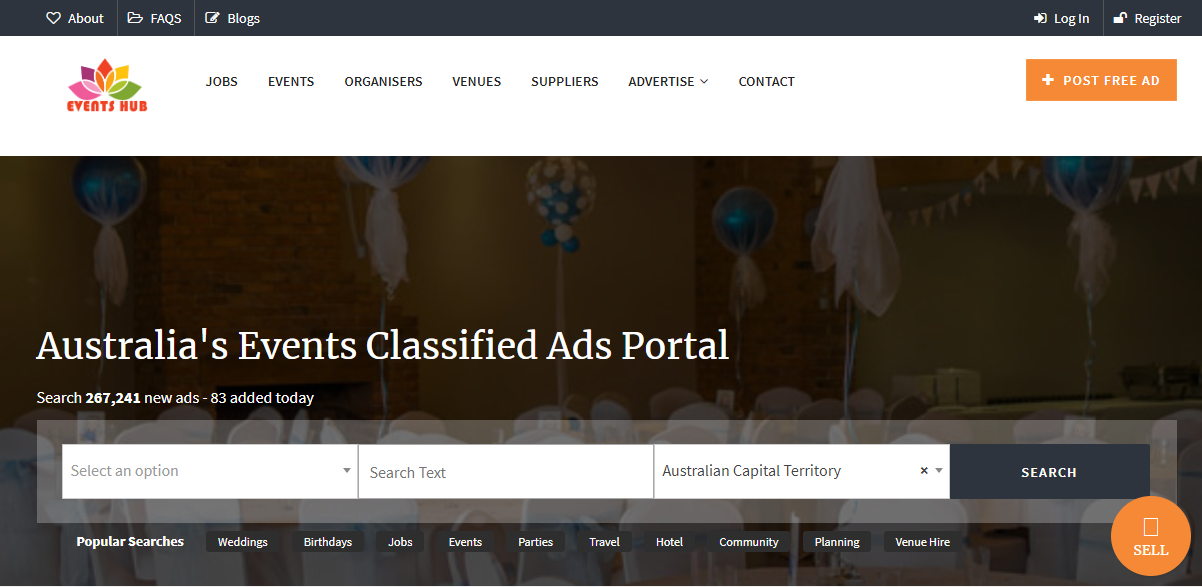 About FAQS Blogs Log In Register
EVENTS HUB
JOBS EVENTS ORGANISERS VENUES SUPPLIERS ADVERTISE CONTACT
POST FREE AD
Australia's Events Classified Ads Portal
Search 267,241 new ads - 83 added today
Select an option Search Text Australian Capital Territory × SEARCH
Popular Searches Weddings Birthdays Jobs Events Parties Travel Hotel Community Planning Venue Hire
SELL